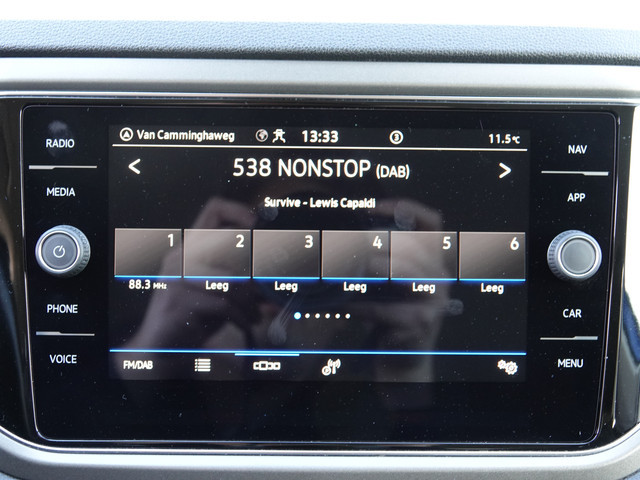 RADIO
MEDIA
PHONE
VOICE
Van Camminghaweg 13:33 3 11.5°C
< 538 NONSTOP (DAB) >
Survive - Lewis Capaldi
1 2 3 4 5 6
88.3 MHz Leeg Leeg Leeg Leeg Leeg
FM/DAB
NAV
APP
CAR
MENU